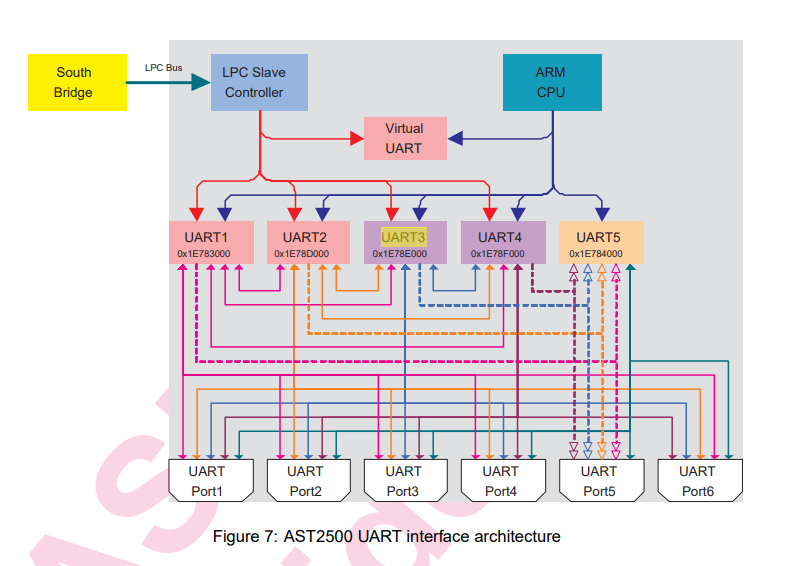 South
Bridge
LPC Bus
LPC Slave
Controller
ARM
CPU
Virtual
UART
UART1
0x1E783000
UART2
0x1E78D000
UART3
0x1E78E000
UART4
0x1E78F000
UART5
0x1E784000
UART
Port1
UART
Port2
UART
Port3
UART
Port4
UART
Port5
UART
Port6
Figure 7: AST2500 UART interface architecture